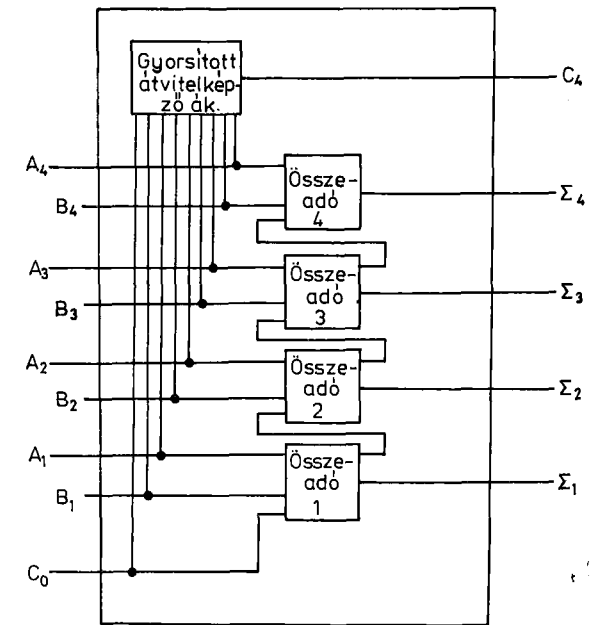 Gyorsított
átvitelkép-
ző ák.
C₄
A₄
Össze-
adó
4
Σ₄
B₄
A₃
Össze-
adó
3
Σ₃
B₃
A₂
Össze-
adó
2
Σ₂
B₂
A₁
Össze-
adó
1
Σ₁
B₁
C₀